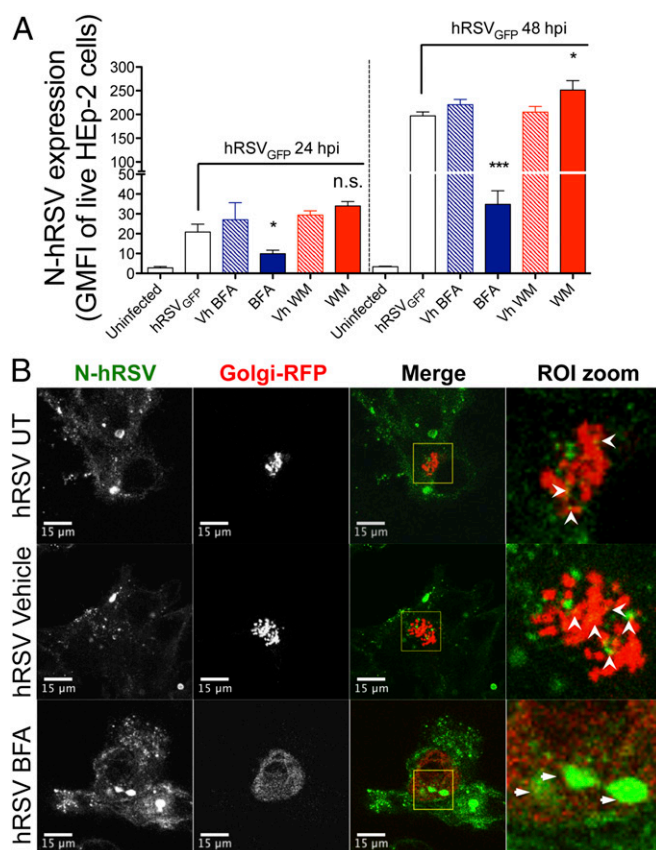 A
N-hRSV expression
(GMFI of live HEp-2 cells)
300
250
200
150
100
50
40
30
20
10
0
hRSVGFP 24 hpi
hRSVGFP 48 hpi
*
n.s.
***
*
Uninfected
hRSVGFP
Vh BFA
BFA
Vh WM
WM
Uninfected
hRSVGFP
Vh BFA
BFA
Vh WM
WM
B
N-hRSV
Golgi-RFP
Merge
ROI zoom
hRSV UT
15 µm
15 µm
15 µm
hRSV Vehicle
15 µm
15 µm
15 µm
hRSV BFA
15 µm
15 µm
15 µm